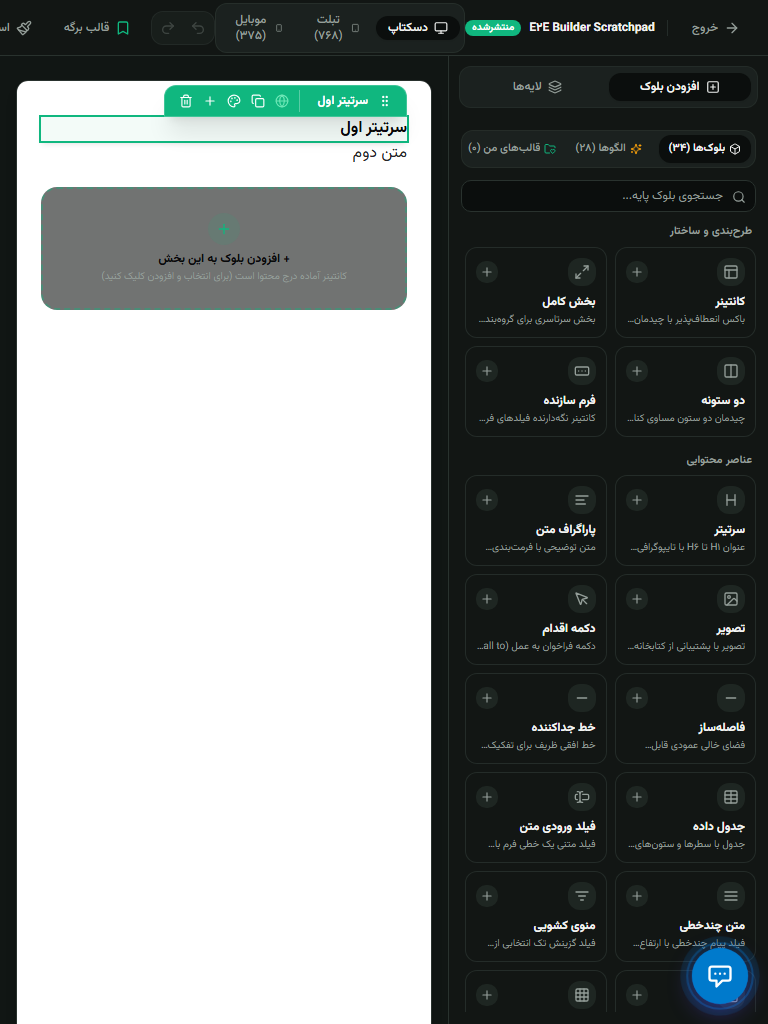 خروج
E2E Builder Scratchpad
منتشرشده
دسکتاپ
تبلت (۷۶۸)
موبایل (۳۷۵)
قالب برگه
افزودن بلوک
لایه‌ها
بلوک‌ها (۳۴)
الگوها (۲۸)
قالب‌های من (۰)
جستجوی بلوک پایه...
طرح‌بندی و ساختار
کانتینر
باکس انعطاف‌پذیر با چیدمان...
بخش کامل
بخش سرتاسری برای گروه‌بند...
دو ستونه
چیدمان دو ستون مساوی کنا...
فرم سازنده
کانتینر نگه‌دارنده فیلدهای فر...
عناصر محتوایی
سرتیتر
عنوان H1 تا H6 با تایپوگرافی...
پاراگراف متن
متن توضیحی با فرمت‌بندی...
تصویر
تصویر با پشتیبانی از کتابخانه...
دکمه اقدام
دکمه فراخوان به عمل (all to...
فاصله‌ساز
فضای خالی عمودی قابل...
خط جداکننده
خط افقی ظریف برای تفکیک...
جدول داده
جدول با سطرها و ستون‌های...
فیلد ورودی متن
فیلد متنی یک خطی فرم با...
متن چندخطی
فیلد پیام چندخطی با ارتفاع...
منوی کشویی
فیلد گزینش تک انتخابی از...
سرتیتر اول
سرتیتر اول
متن دوم
+ افزودن بلوک به این بخش
کانتینر آماده درج محتوا است (برای انتخاب و افزودن کلیک کنید)